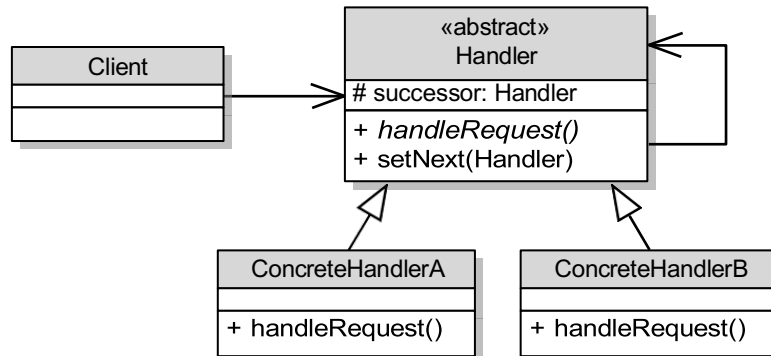 «abstract»
Handler
Client
# successor: Handler
+ handleRequest()
+ setNext(Handler)
ConcreteHandlerA
ConcreteHandlerB
+ handleRequest()
+ handleRequest()